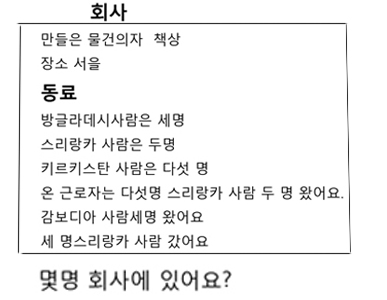 회사
만들은 물건의자 책상
장소 서을
동료
방글라데시사람은 세명
스리랑카 사람은 두명
키르키스탄 사람은 다섯 명
온 근로자는 다섯명 스리랑카 사람 두 명 왔어요.
감보디아 사람세명 왔어요
세 명스리랑카 사람 갔어요
몇명 회사에 있어요?